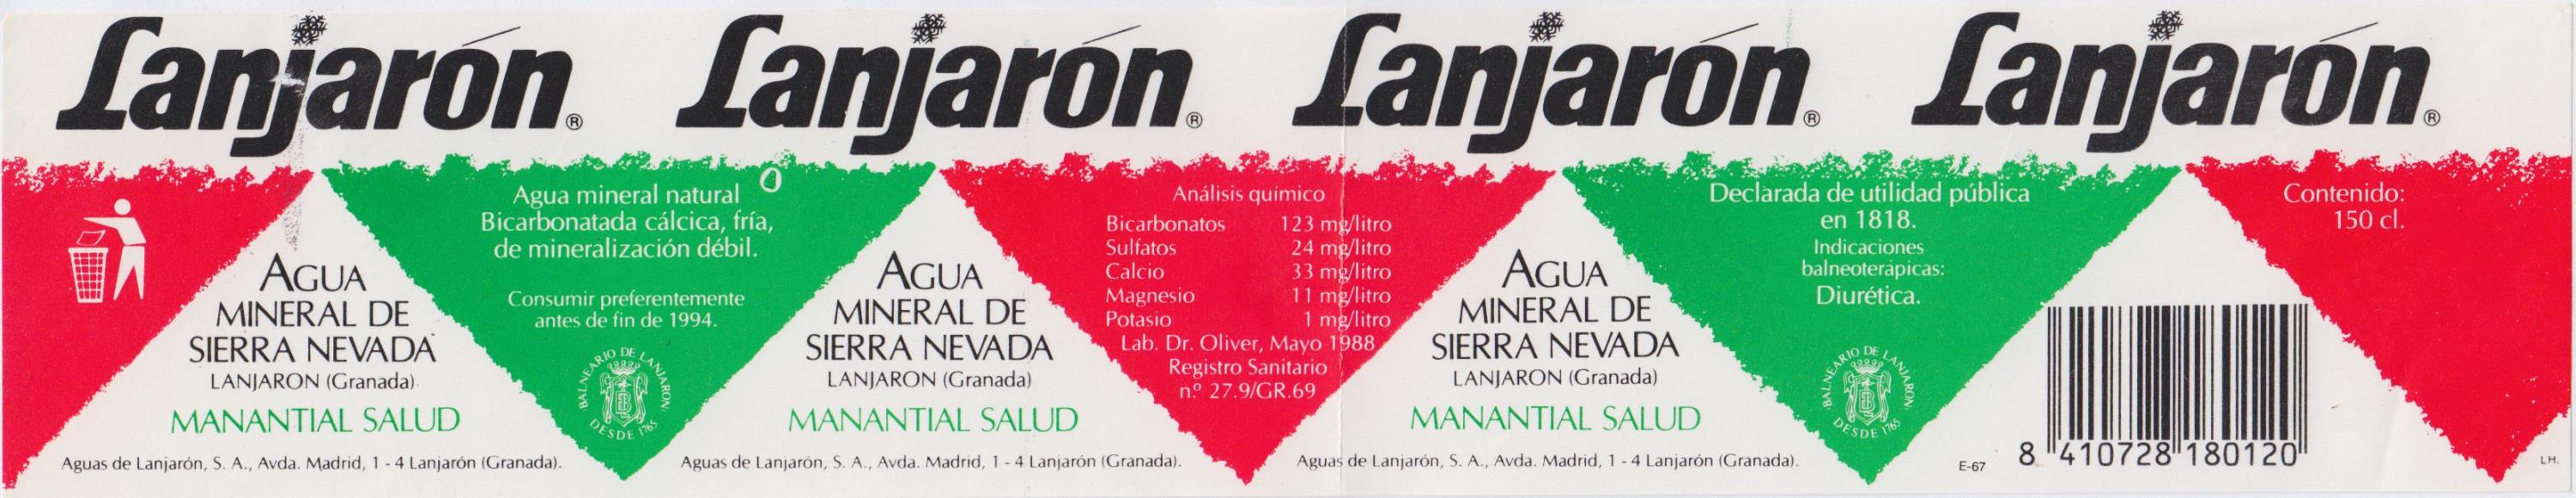 Lanjarón®
Lanjarón®
Lanjarón®
Lanjarón®
AGUA
MINERAL DE
SIERRA NEVADA
LANJARON (Granada)
MANANTIAL SALUD
Aguas de Lanjarón, S. A., Avda. Madrid, 1 - 4 Lanjarón (Granada).
Agua mineral natural
Bicarbonatada cálcica, fría,
de mineralización débil.
Consumir preferentemente
antes de fin de 1994.
BALNEARIO DE LANJARON
DESDE 1765
AGUA
MINERAL DE
SIERRA NEVADA
LANJARON (Granada)
MANANTIAL SALUD
Aguas de Lanjarón, S. A., Avda. Madrid, 1 - 4 Lanjarón (Granada).
Análisis químico
Bicarbonatos 123 mg/litro
Sulfatos 24 mg/litro
Calcio 33 mg/litro
Magnesio 11 mg/litro
Potasio 1 mg/litro
Lab. Dr. Oliver, Mayo 1988
Registro Sanitario
n.º 27.9/GR.69
AGUA
MINERAL DE
SIERRA NEVADA
LANJARON (Granada)
MANANTIAL SALUD
Aguas de Lanjarón, S. A., Avda. Madrid, 1 - 4 Lanjarón (Granada).
Declarada de utilidad pública
en 1818.
Indicaciones
balneoterápicas:
Diurética.
BALNEARIO DE LANJARON
DESDE 1765
E-67
8 410728 180120
Contenido:
150 cl.
L.H.